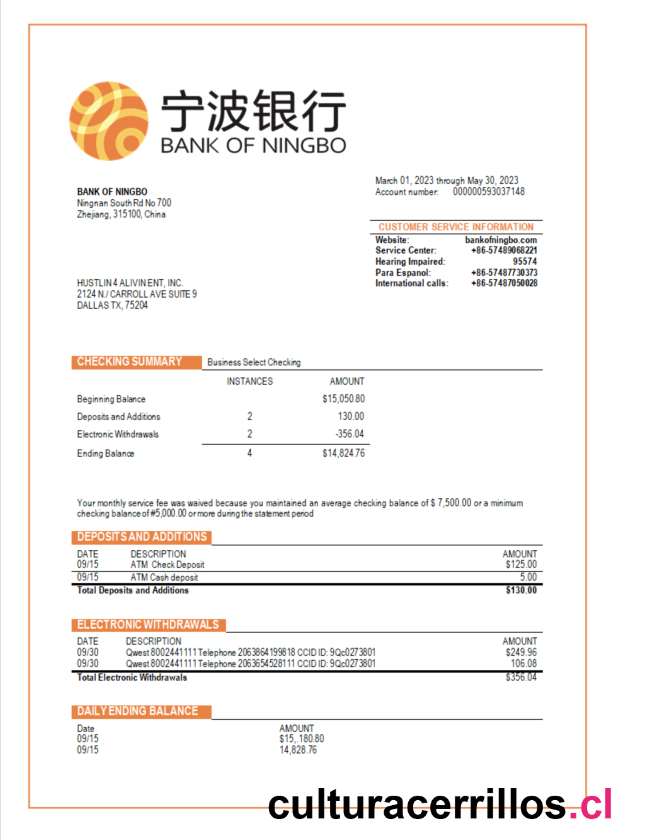 宁波银行
BANK OF NINGBO
March 01, 2023 through May 30, 2023
Account number: 000000593037148
BANK OF NINGBO
Ningnan South Rd No 700
Zhejiang, 315100, China
CUSTOMER SERVICE INFORMATION
Website: bankofningbo.com
Service Center: +86-57489068221
Hearing Impaired: 95574
Para Espanol: +86-57487730373
International calls: +86-57487050028
HUSTLIN 4 ALIVIN ENT, INC.
2124 N./ CARROLL AVE SUITE 9
DALLAS TX, 75204
CHECKING SUMMARY Business Select Checking
INSTANCES AMOUNT
Beginning Balance $15,050.80
Deposits and Additions 2 130.00
Electronic Withdrawals 2 -356.04
Ending Balance 4 $14,824.76
Your monthly service fee was waived because you maintained an average checking balance of $ 7,500.00 or a minimum
checking balance of #5,000.00 or more during the statement period
DEPOSITS AND ADDITIONS
DATE DESCRIPTION AMOUNT
09/15 ATM Check Deposit $125.00
09/15 ATM Cash deposit 5.00
Total Deposits and Additions $130.00
ELECTRONIC WITHDRAWALS
DATE DESCRIPTION AMOUNT
09/30 Qwest 8002441111 Telephone 2063864199818 CCID ID: 9Qc0273801 $249.96
09/30 Qwest 8002441111 Telephone 2063654528111 CCID ID: 9Qc0273801 106.08
Total Electronic Withdrawals $356.04
DAILY ENDING BALANCE
Date AMOUNT
09/15 $15,.180.80
09/15 14,828.76
culturacerrillos.cl